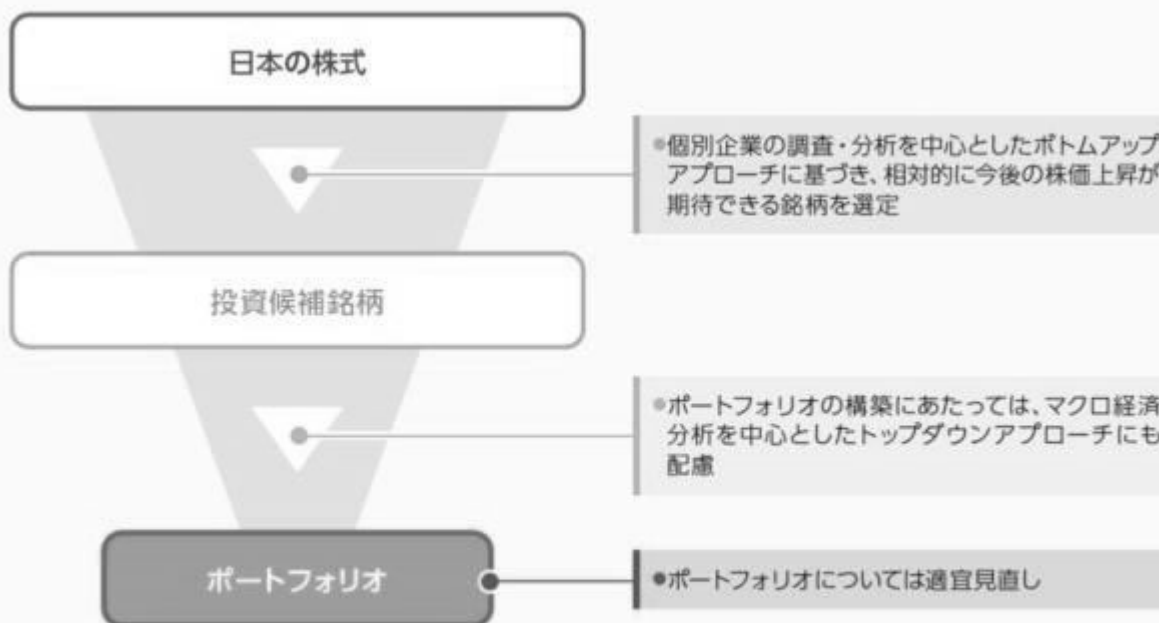 日本の株式
●個別企業の調査・分析を中心としたボトムアップ
アプローチに基づき、相対的に今後の株価上昇が
期待できる銘柄を選定
投資候補銘柄
●ポートフォリオの構築にあたっては、マクロ経済
分析を中心としたトップダウンアプローチにも
配慮
ポートフォリオ
●ポートフォリオについては適宜見直し